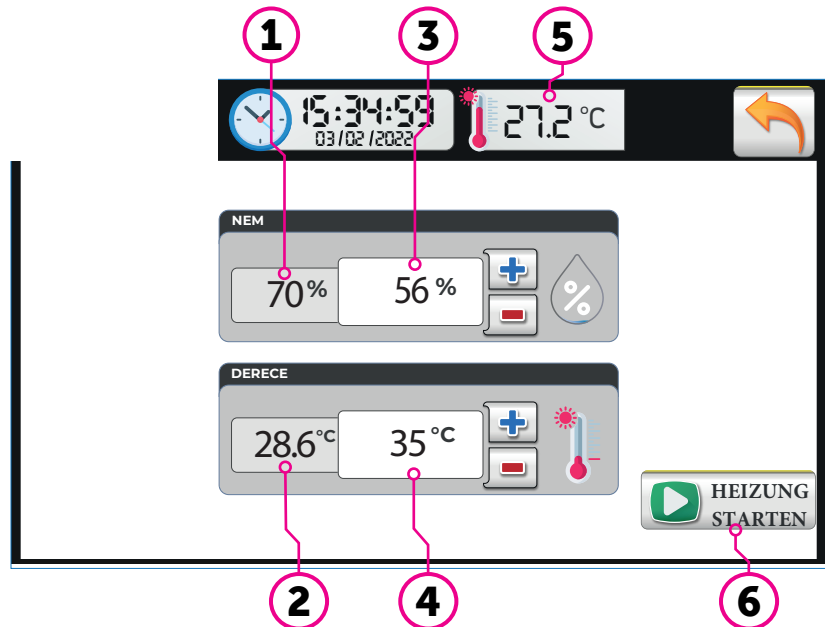 1 3 5
15:34:59
03/02/2022
27.2 °C
NEM
70 %
56 %
%
DERECE
28.6 °C
35 °C
HEIZUNG
STARTEN
2 4 6